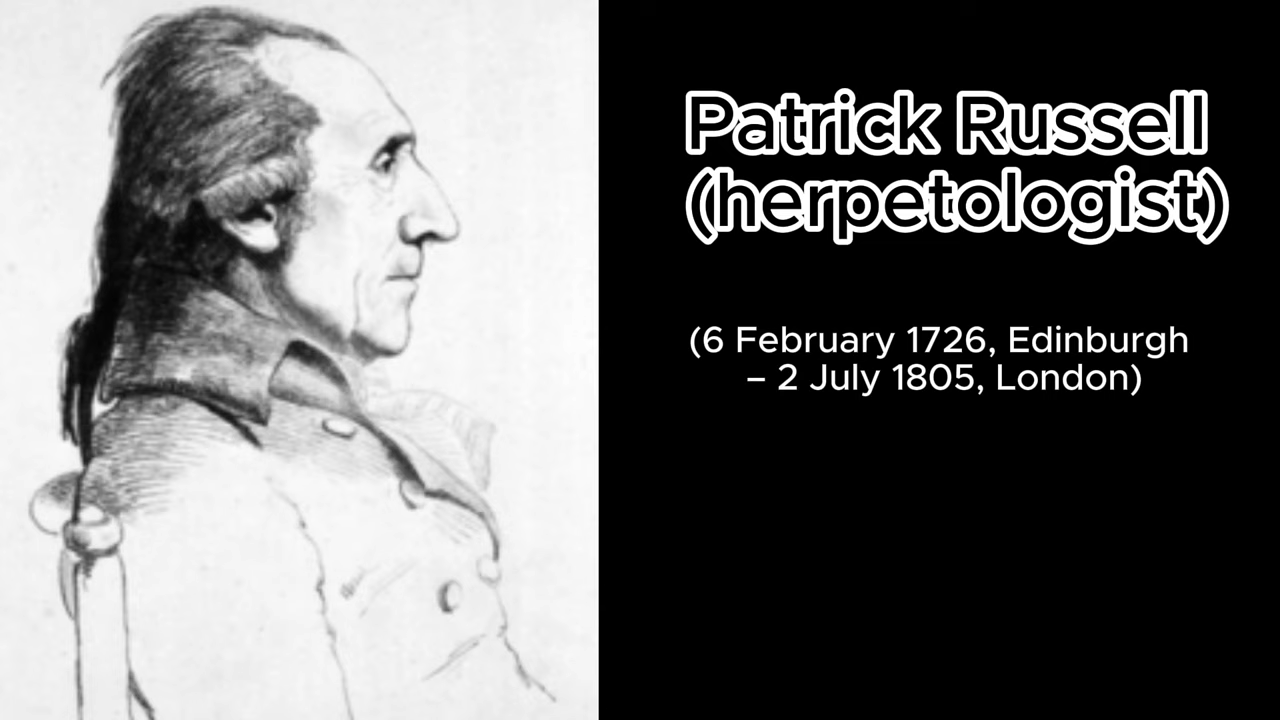 Patrick Russell
(herpetologist)
(6 February 1726, Edinburgh
– 2 July 1805, London)